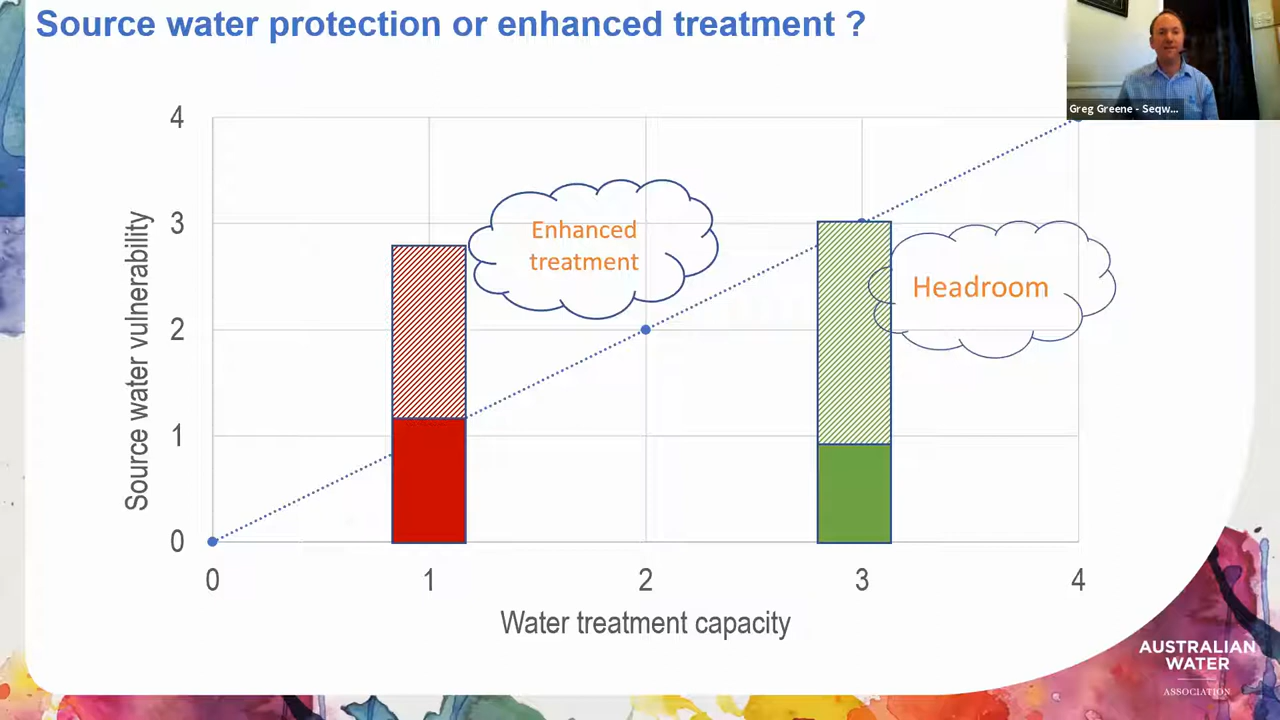 Source water protection or enhanced treatment ?
Greg Greene - Seqw...
4
3
2
1
0
Source water vulnerability
Enhanced
treatment
Headroom
0 1 2 3 4
Water treatment capacity
AUSTRALIAN
WATER
ASSOCIATION